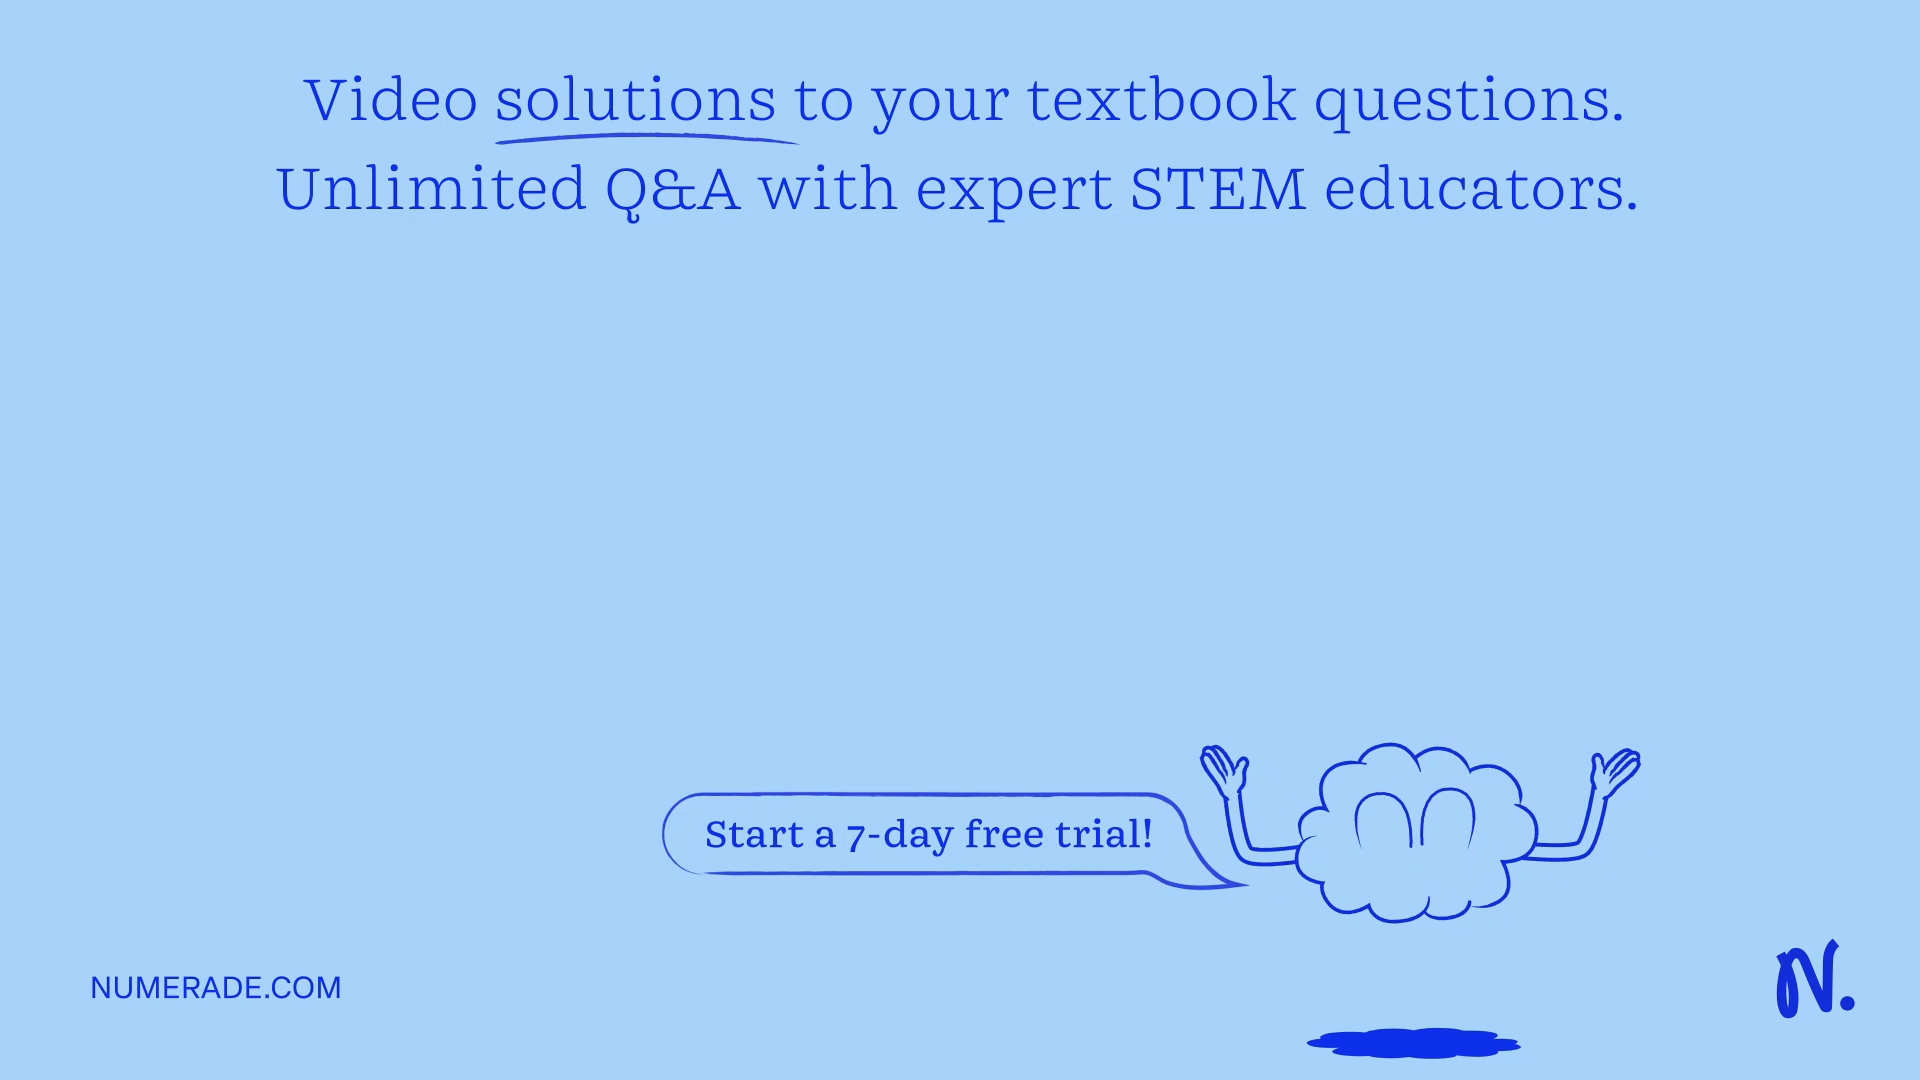 Video solutions to your textbook questions.
Unlimited Q&A with expert STEM educators.
Start a 7-day free trial!
NUMERADE.COM
N.